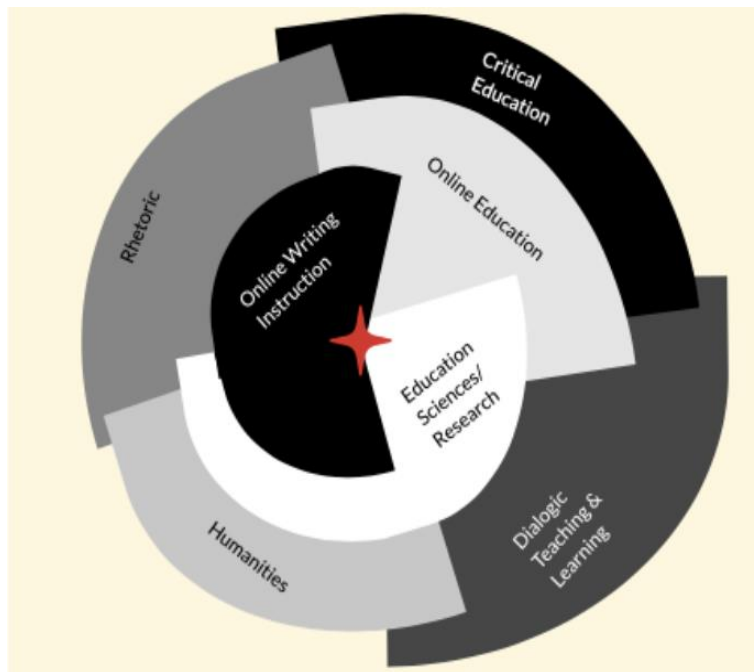 Critical
Education
Rhetoric
Online Education
Online Writing
Instruction
Education
Sciences/
Research
Humanities
Dialogic
Teaching &
Learning